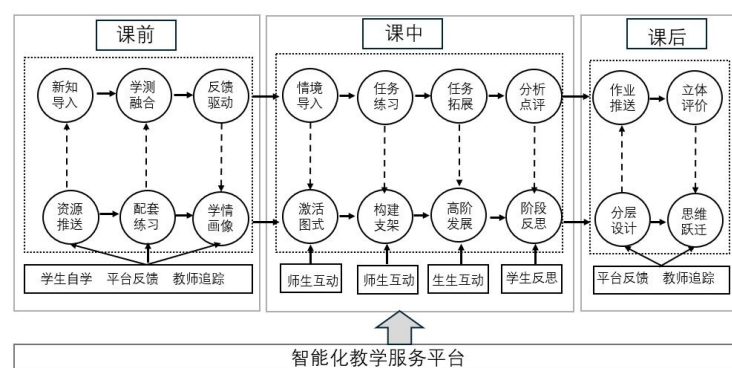 课前
课中
课后
新知
导入
学测
融合
反馈
驱动
情境
导入
任务
练习
任务
拓展
分析
点评
作业
推送
立体
评价
资源
推送
配套
练习
学情
画像
激活
图式
构建
支架
高阶
发展
阶段
反思
分层
设计
思维
跃迁
学生自学 平台反馈 教师追踪
师生互动
师生互动
生生互动
学生反思
平台反馈 教师追踪
智能化教学服务平台